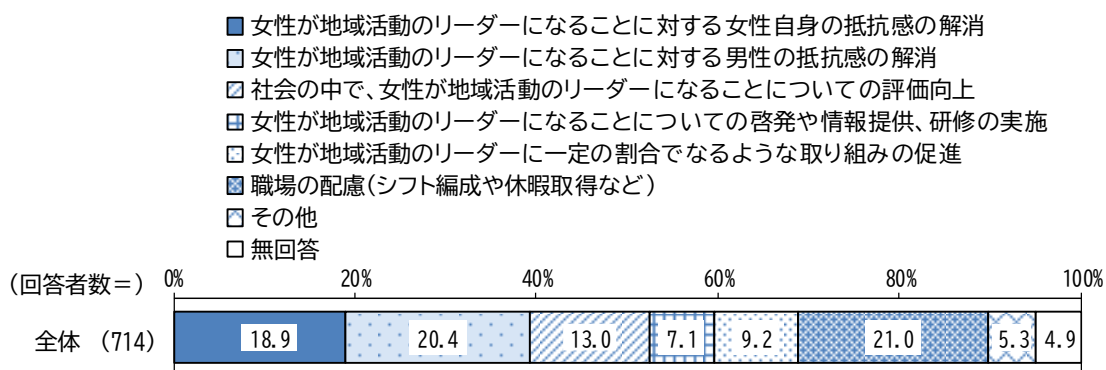 女性が地域活動のリーダーになることに対する女性自身の抵抗感の解消
女性が地域活動のリーダーになることに対する男性の抵抗感の解消
社会の中で、女性が地域活動のリーダーになることについての評価向上
女性が地域活動のリーダーになることについての啓発や情報提供、研修の実施
女性が地域活動のリーダーに一定の割合でなるような取り組みの促進
職場の配慮(シフト編成や休暇取得など)
その他
無回答
(回答者数=) 0% 20% 40% 60% 80% 100%
全体 (714) 18.9 20.4 13.0 7.1 9.2 21.0 5.3 4.9